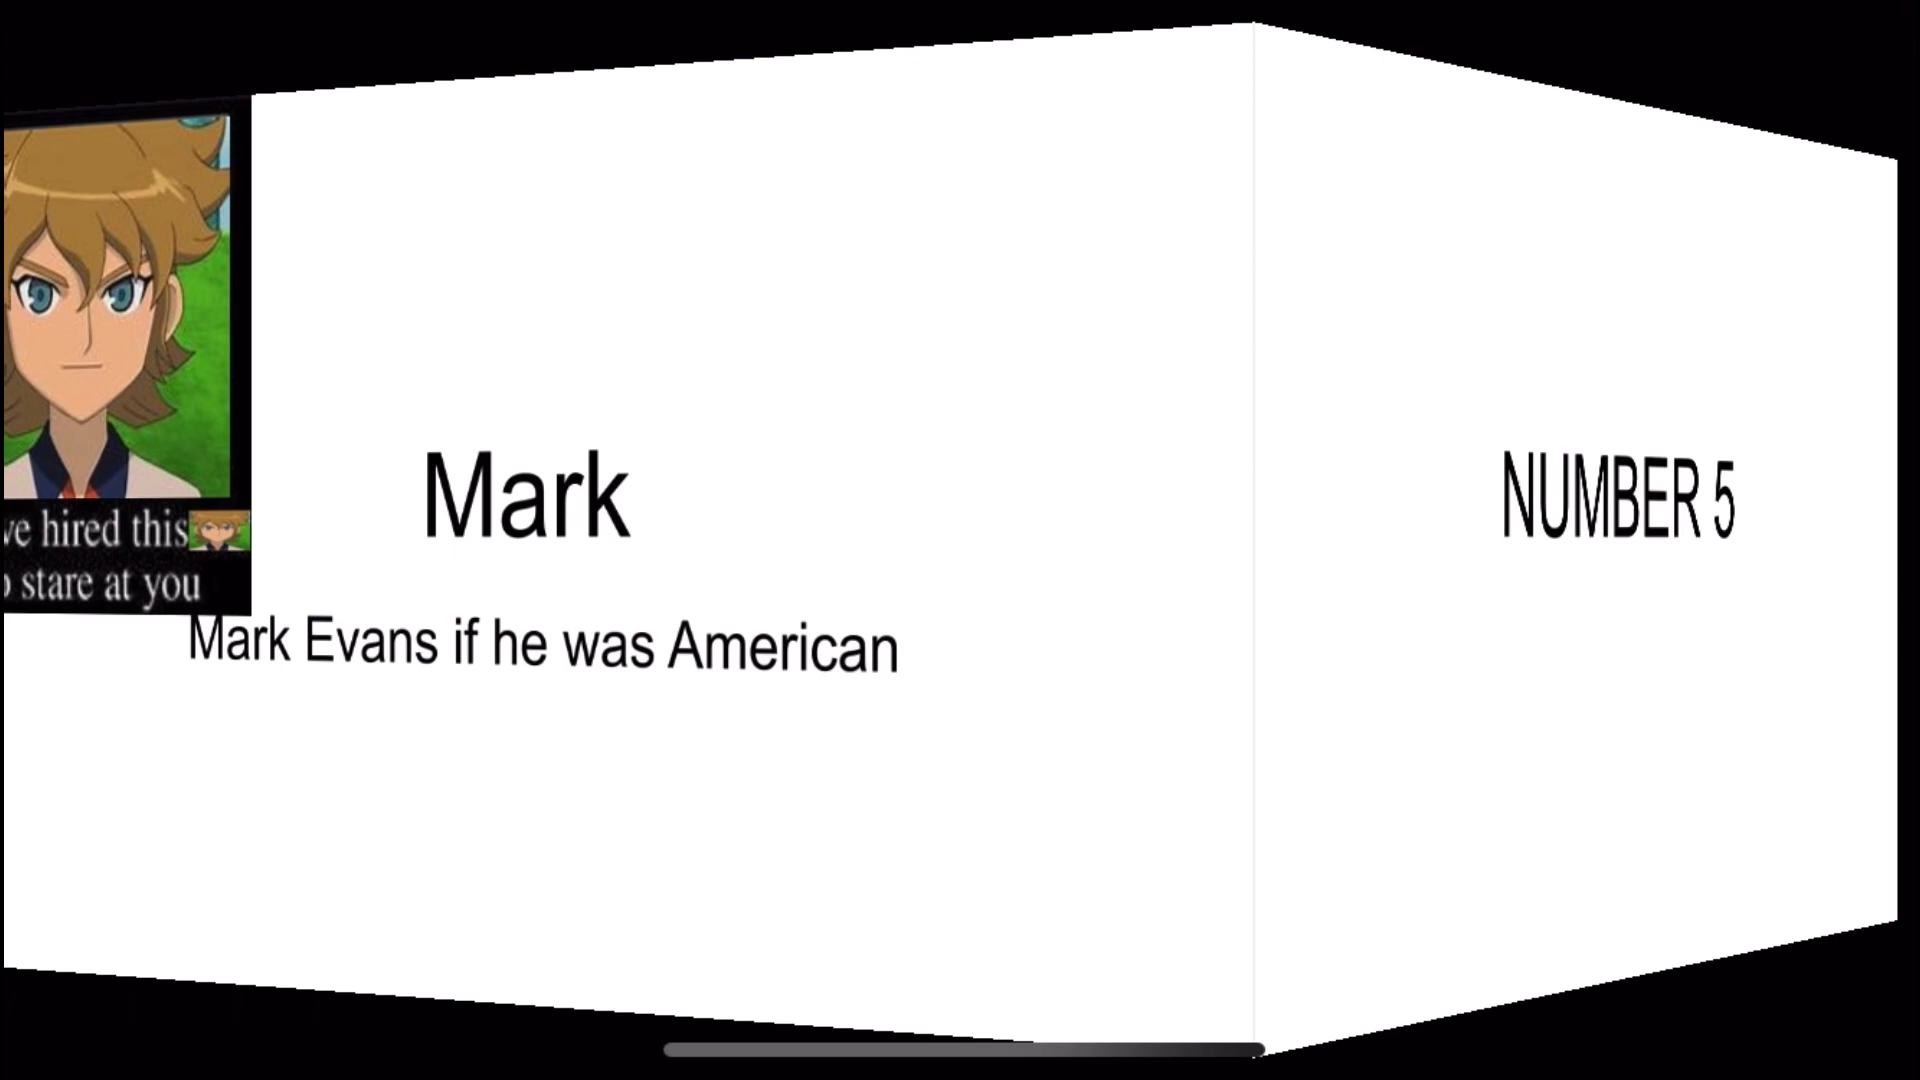 Mark
NUMBER 5
ve hired this
stare at you
Mark Evans if he was American